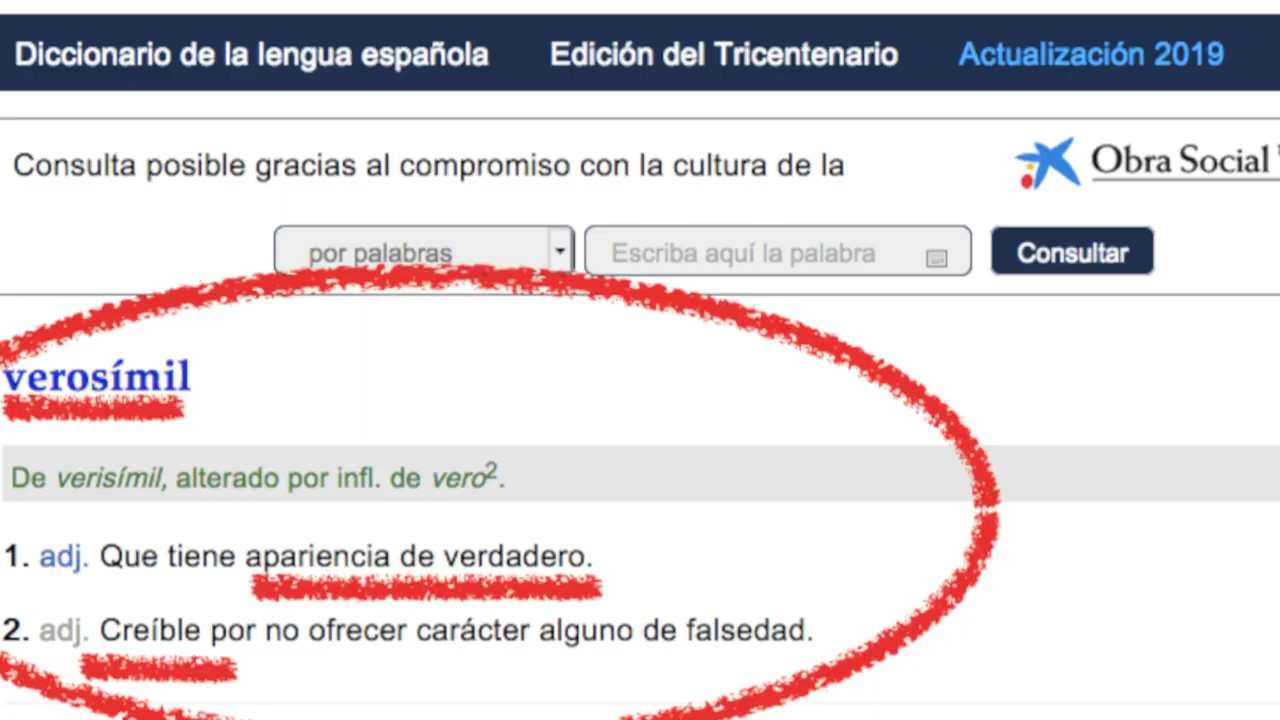 Diccionario de la lengua española Edición del Tricentenario Actualización 2019
Consulta posible gracias al compromiso con la cultura de la Obra Social
por palabras Escriba aquí la palabra Consultar
verosímil
De verisímil, alterado por infl. de vero².
1. adj. Que tiene apariencia de verdadero.
2. adj. Creíble por no ofrecer carácter alguno de falsedad.